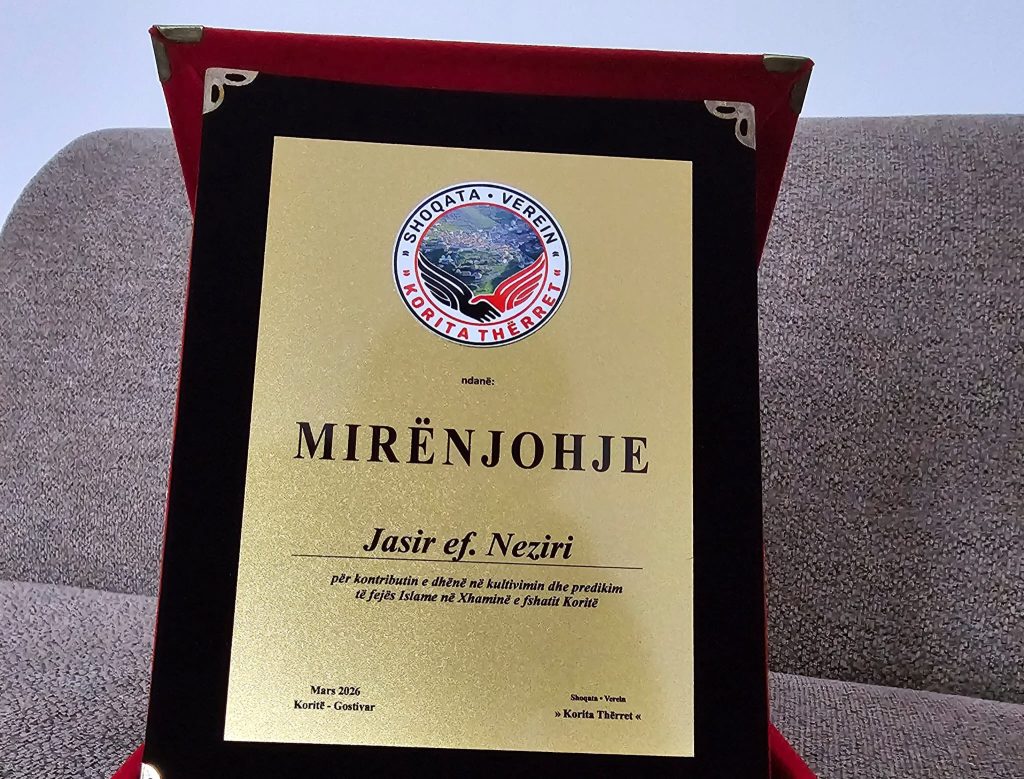 SHOQATA • VEREIN
» KORITA THËRRET «
ndanë:
MIRËNJOHJE
Jasir ef. Neziri
për kontributin e dhënë në kultivimin dhe predikim
të fejës Islame në Xhaminë e fshatit Koritë
Mars 2026
Koritë - Gostivar
Shoqata • Verein
» Korita Thërret «